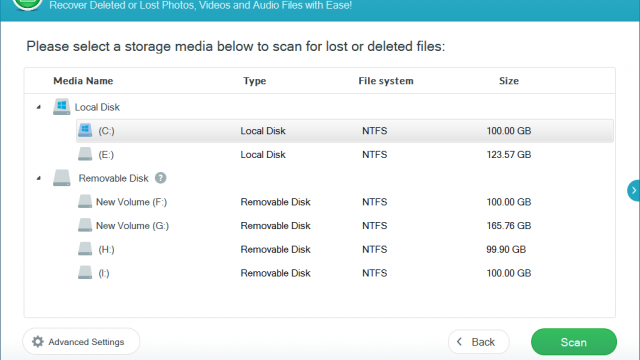 Recover Deleted or Lost Photos, Videos and Audio Files with Ease!
Please select a storage media below to scan for lost or deleted files:
Media Name Type File system Size
Local Disk
(C:) Local Disk NTFS 100.00 GB
(E:) Local Disk NTFS 123.57 GB
Removable Disk ?
New Volume (F:) Removable Disk NTFS 100.00 GB
New Volume (G:) Removable Disk NTFS 165.76 GB
(H:) Removable Disk NTFS 99.90 GB
(I:) Removable Disk NTFS 100.00 GB
Advanced Settings Back Scan